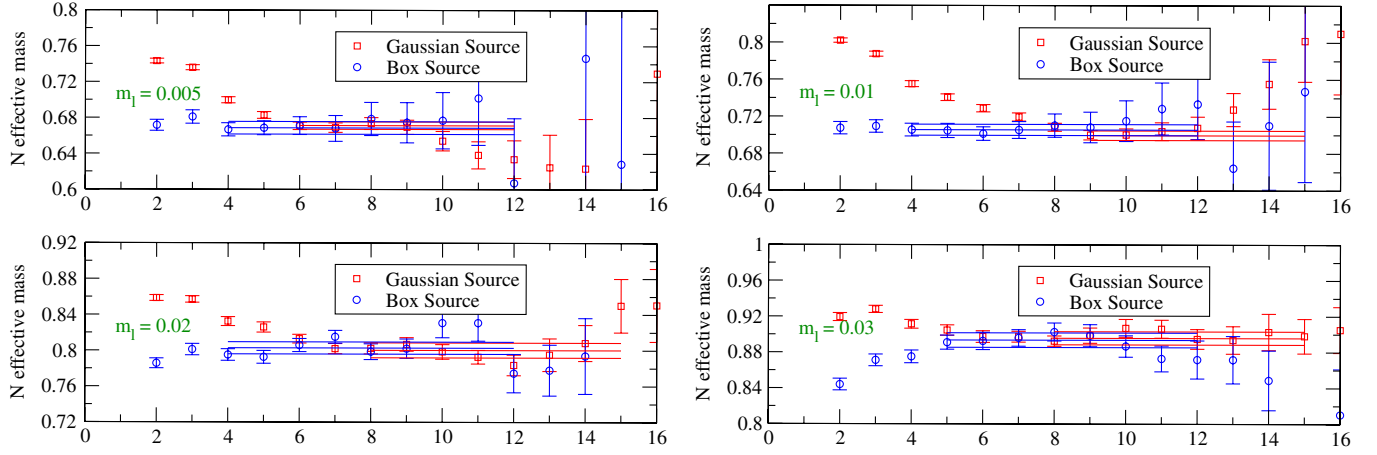 N effective mass
0.8
0.76
0.72
0.68
0.64
0.6
Gaussian Source
Box Source
m_l = 0.005
0 2 4 6 8 10 12 14 16
N effective mass
0.8
0.76
0.72
0.68
0.64
Gaussian Source
Box Source
m_l = 0.01
0 2 4 6 8 10 12 14 16
N effective mass
0.92
0.88
0.84
0.8
0.76
0.72
Gaussian Source
Box Source
m_l = 0.02
0 2 4 6 8 10 12 14 16
N effective mass
1
0.96
0.92
0.88
0.84
0.8
Gaussian Source
Box Source
m_l = 0.03
0 2 4 6 8 10 12 14 16